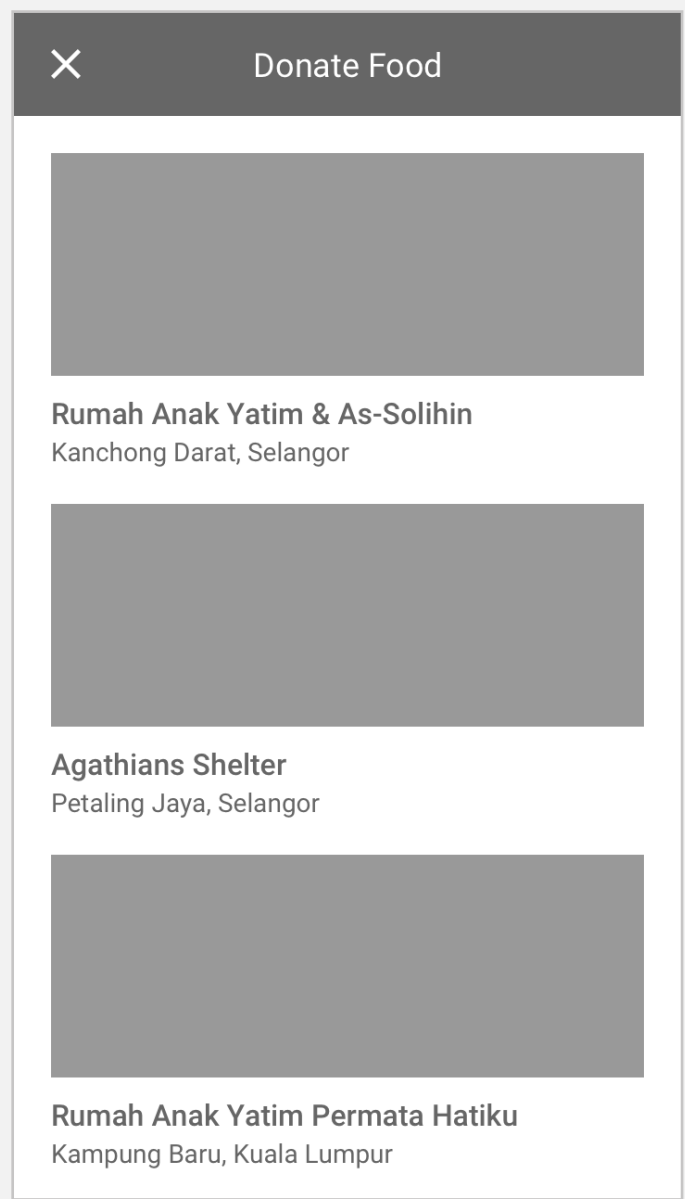 Donate Food
Rumah Anak Yatim & As-Solihin
Kanchong Darat, Selangor
Agathians Shelter
Petaling Jaya, Selangor
Rumah Anak Yatim Permata Hatiku
Kampung Baru, Kuala Lumpur